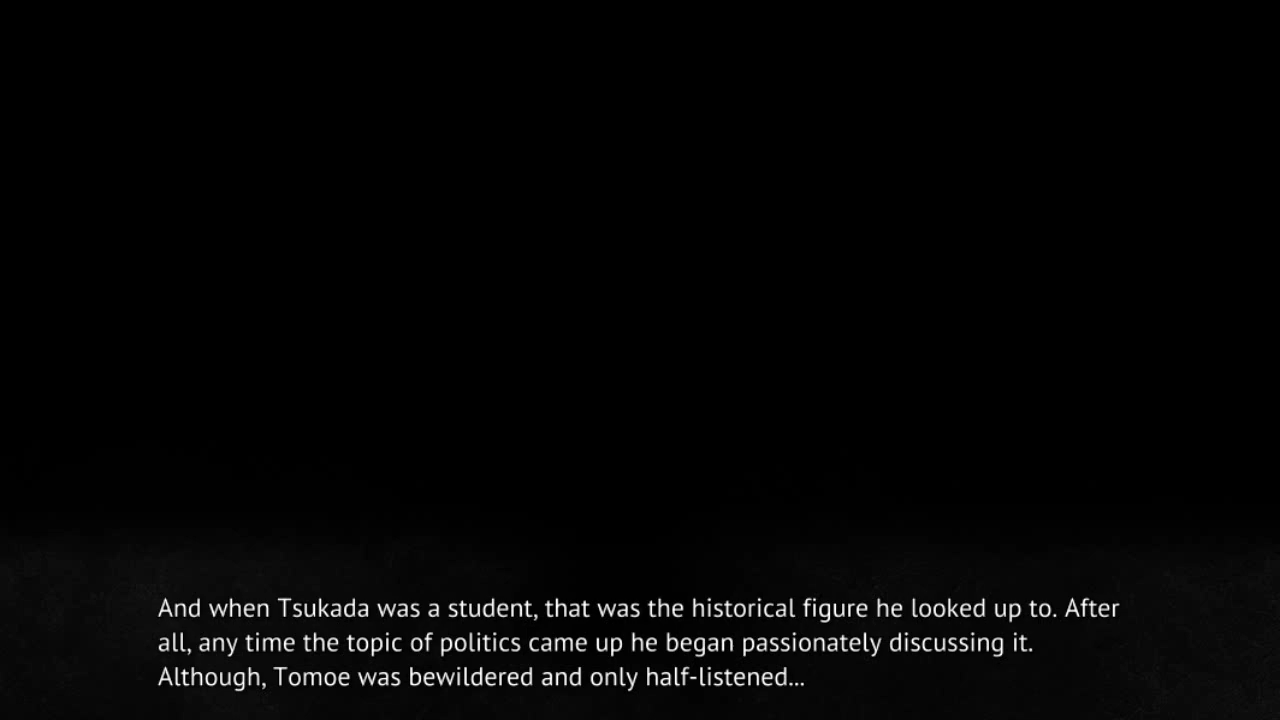 And when Tsukada was a student, that was the historical figure he looked up to. After
all, any time the topic of politics came up he began passionately discussing it.
Although, Tomoe was bewildered and only half-listened...